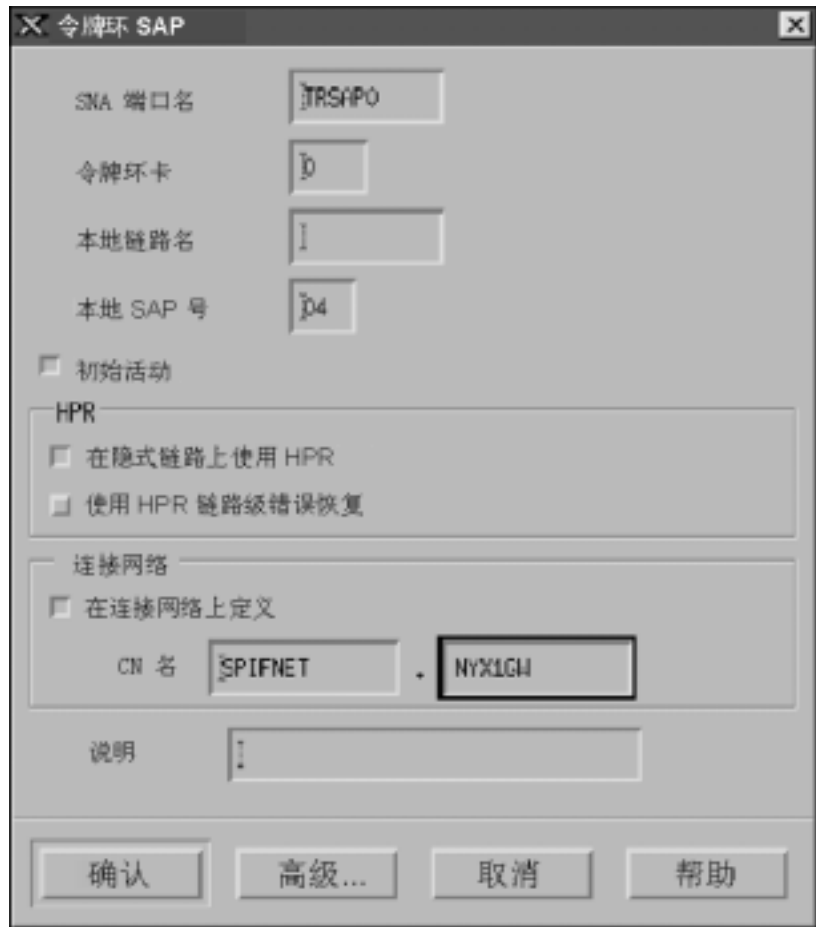 令牌环 SAP
SNA 端口名 TRSAP0
令牌环卡 0
本地链路名
本地 SAP 号 04
初始活动
HPR
在隐式链路上使用 HPR
使用 HPR 链路级错误恢复
连接网络
在连接网络上定义
CN 名 SPIFNET . NYX1GW
说明
确认 高级... 取消 帮助